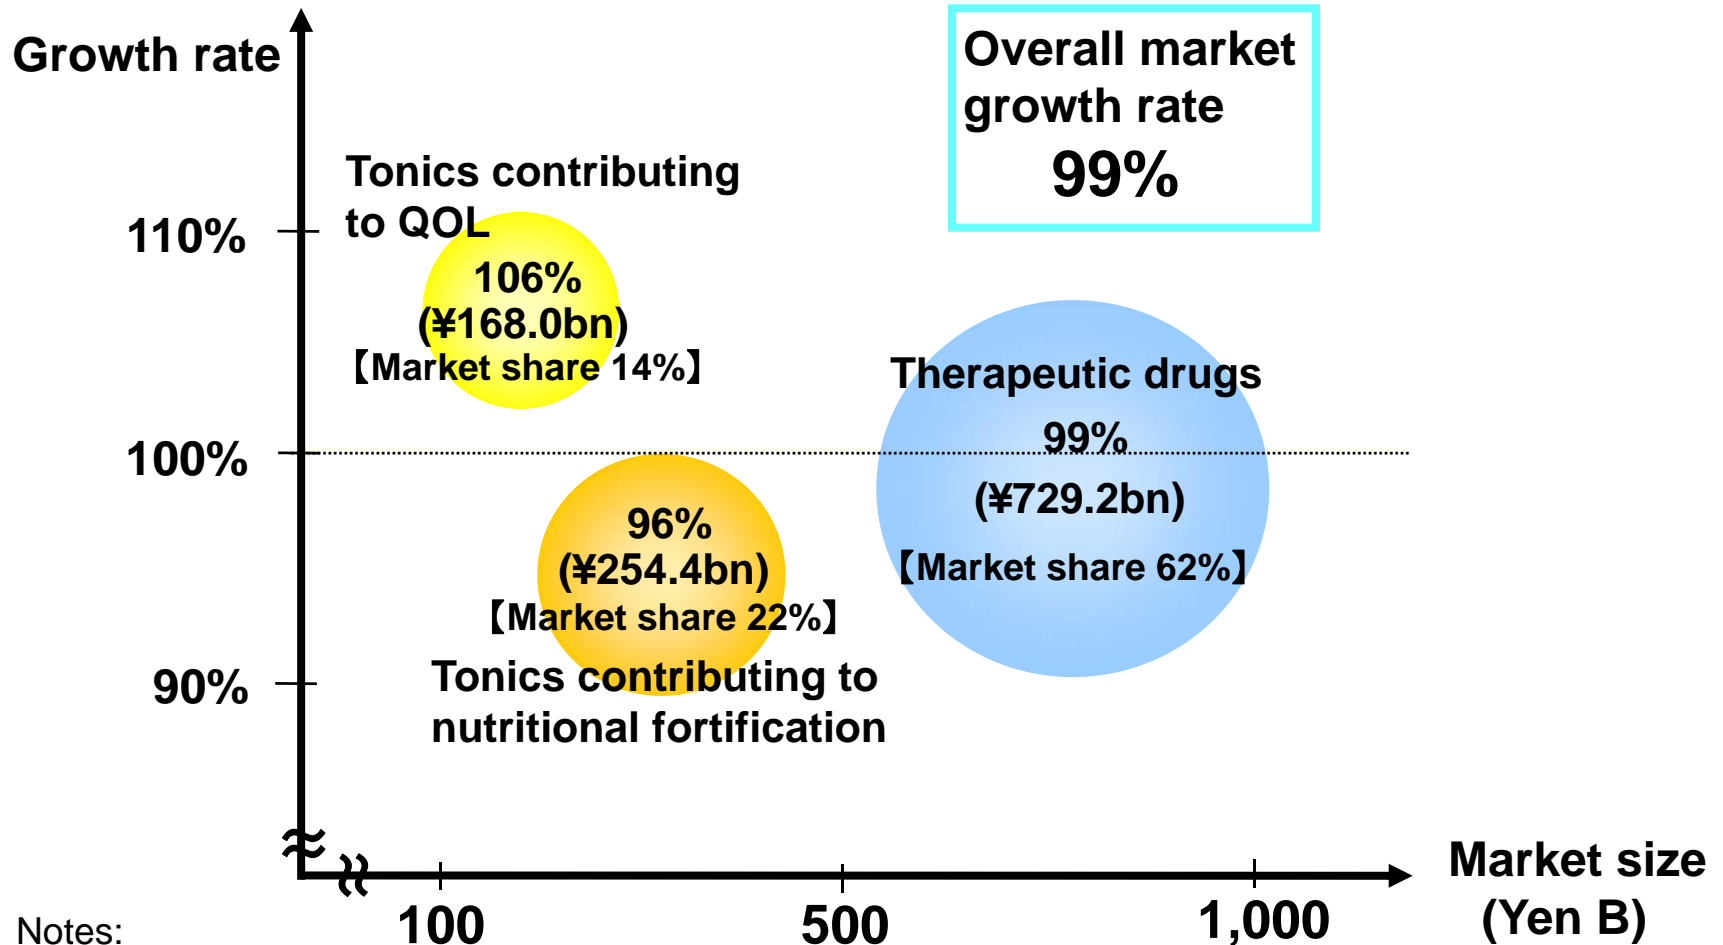 Growth rate
Overall market
growth rate
99%
Tonics contributing
to QOL
110%
106%
(¥168.0bn)
【Market share 14%】
Therapeutic drugs
99%
(¥729.2bn)
【Market share 62%】
100%
96%
(¥254.4bn)
【Market share 22%】
Tonics contributing to
nutritional fortification
90%
Market size
(Yen B)
100
500
1,000
Notes: